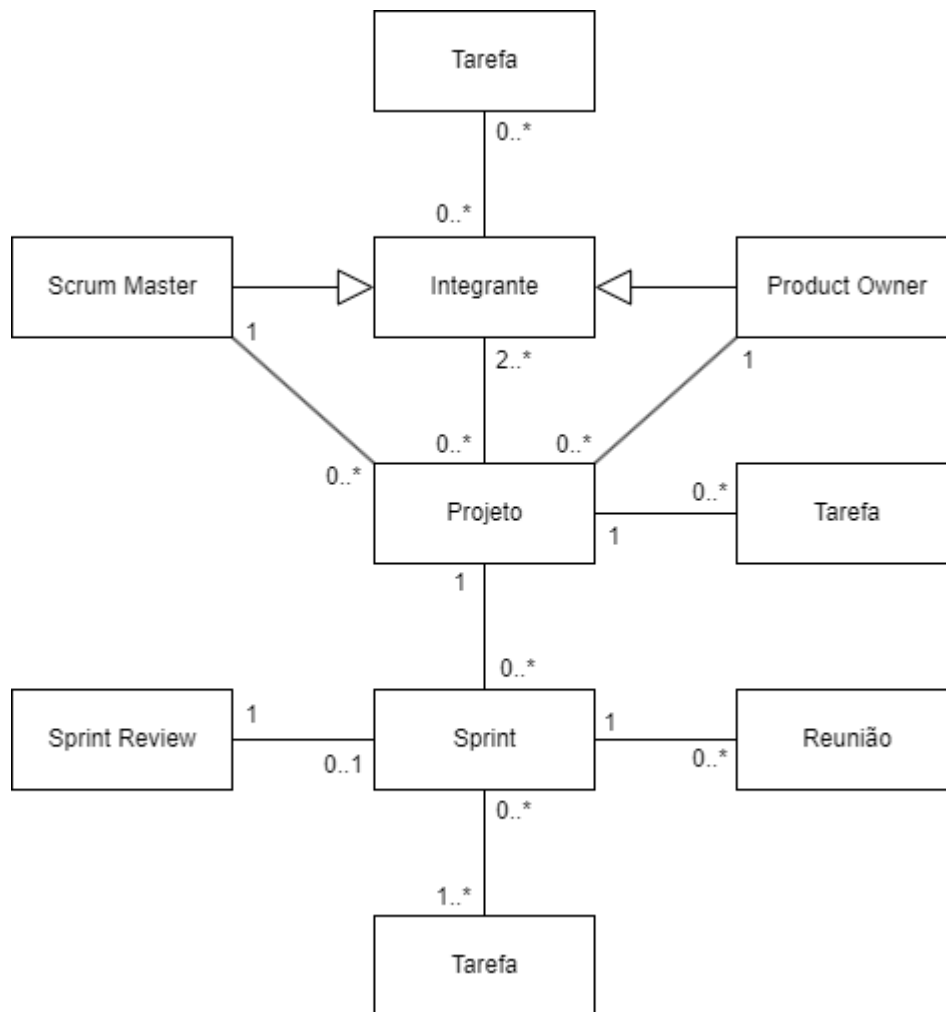 Tarefa
0..*
0..*
Scrum Master
Integrante
Product Owner
1
2..*
1
0..*
0..*
0..*
0..*
Projeto
Tarefa
1
1
0..*
Sprint Review
1
Sprint
1
Reunião
0..1
0..*
0..*
1..*
Tarefa